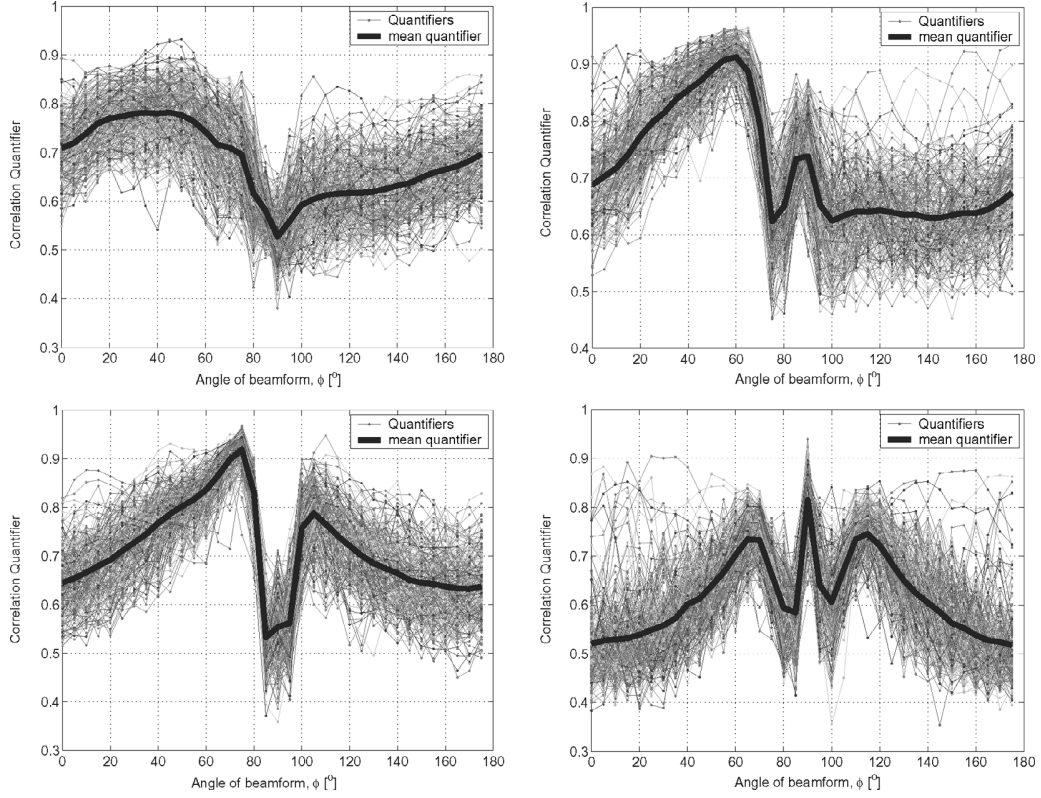 Quantifiers
mean quantifier
Correlation Quantifier
1
0.9
0.8
0.7
0.6
0.5
0.4
0.3
0 20 40 60 80 100 120 140 160 180
Angle of beamform, ϕ [°]
Quantifiers
mean quantifier
Correlation Quantifier
1
0.9
0.8
0.7
0.6
0.5
0.4
0 20 40 60 80 100 120 140 160 180
Angle of beamform, ϕ [°]
Quantifiers
mean quantifier
Correlation Quantifier
1
0.9
0.8
0.7
0.6
0.5
0.4
0.3
0 20 40 60 80 100 120 140 160 180
Angle of beamform, ϕ [°]
Quantifiers
mean quantifier
Correlation Quantifier
1
0.9
0.8
0.7
0.6
0.5
0.4
0.3
0 20 40 60 80 100 120 140 160 180
Angle of beamform, ϕ [°]